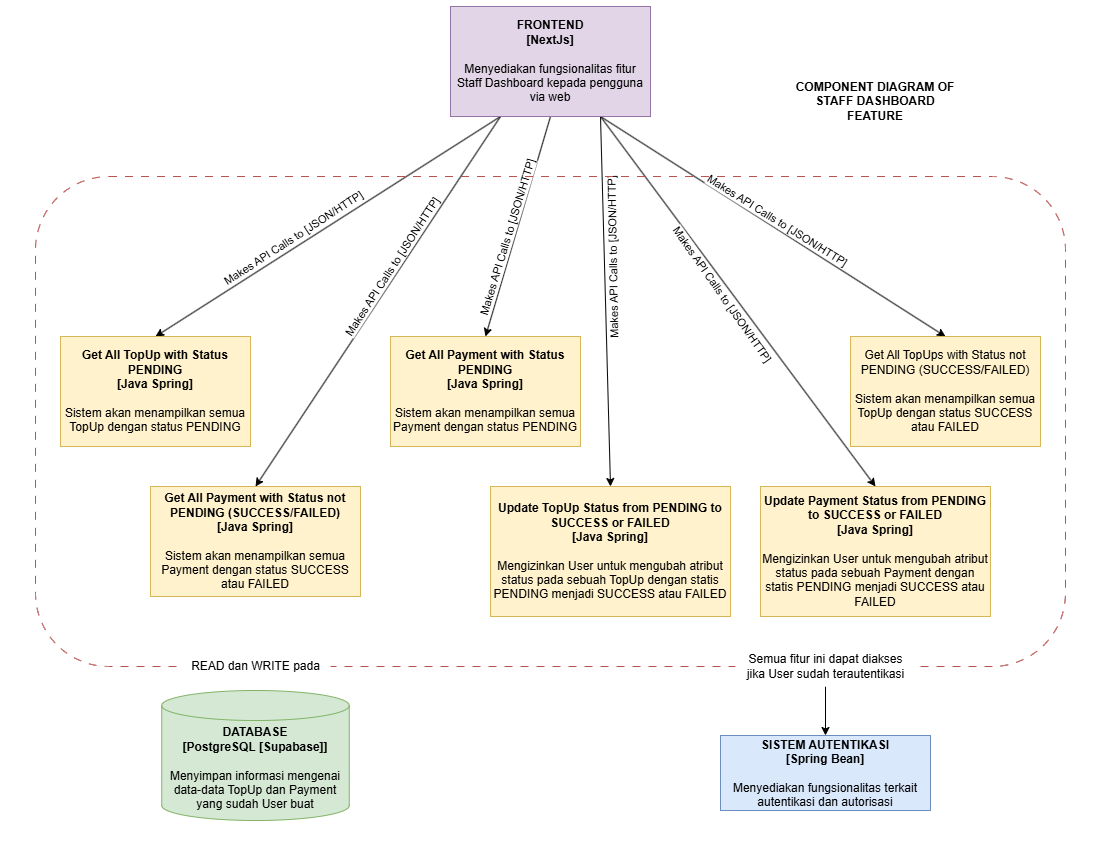 FRONTEND
[NextJs]
Menyediakan fungsionalitas fitur
Staff Dashboard kepada pengguna
via web
COMPONENT DIAGRAM OF
STAFF DASHBOARD
FEATURE
Makes API Calls to [JSON/HTTP]
Makes API Calls to [JSON/HTTP]
Makes API Calls to [JSON/HTTP]
Makes API Calls to [JSON/HTTP]
Makes API Calls to [JSON/HTTP]
Makes API Calls to [JSON/HTTP]
Get All TopUp with Status
PENDING
[Java Spring]
Sistem akan menampilkan semua
TopUp dengan status PENDING
Get All Payment with Status
PENDING
[Java Spring]
Sistem akan menampilkan semua
Payment dengan status PENDING
Get All TopUps with Status not
PENDING (SUCCESS/FAILED)
Sistem akan menampilkan semua
TopUp dengan status SUCCESS
atau FAILED
Get All Payment with Status not
PENDING (SUCCESS/FAILED)
[Java Spring]
Sistem akan menampilkan semua
Payment dengan status SUCCESS
atau FAILED
Update TopUp Status from PENDING to
SUCCESS or FAILED
[Java Spring]
Mengizinkan User untuk mengubah atribut
status pada sebuah TopUp dengan statis
PENDING menjadi SUCCESS atau FAILED
Update Payment Status from PENDING
to SUCCESS or FAILED
[Java Spring]
Mengizinkan User untuk mengubah atribut
status pada sebuah Payment dengan
statis PENDING menjadi SUCCESS atau
FAILED
READ dan WRITE pada
Semua fitur ini dapat diakses
jika User sudah terautentikasi
DATABASE
[PostgreSQL [Supabase]]
Menyimpan informasi mengenai
data-data TopUp dan Payment
yang sudah User buat
SISTEM AUTENTIKASI
[Spring Bean]
Menyediakan fungsionalitas terkait
autentikasi dan autorisasi